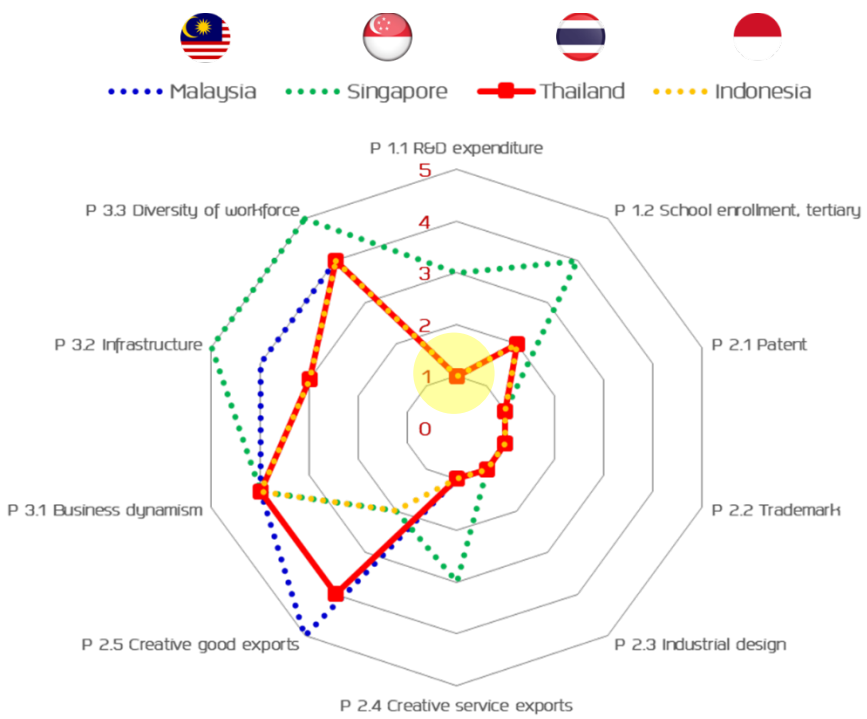 Malaysia
Singapore
Thailand
Indonesia
P 1.1 R&D expenditure
5
P 3.3 Diversity of workforce
P 1.2 School enrollment, tertiary
4
3
2
P 3.2 Infrastructure
P 2.1 Patent
1
0
P 3.1 Business dynamism
P 2.2 Trademark
P 2.5 Creative good exports
P 2.3 Industrial design
P 2.4 Creative service exports